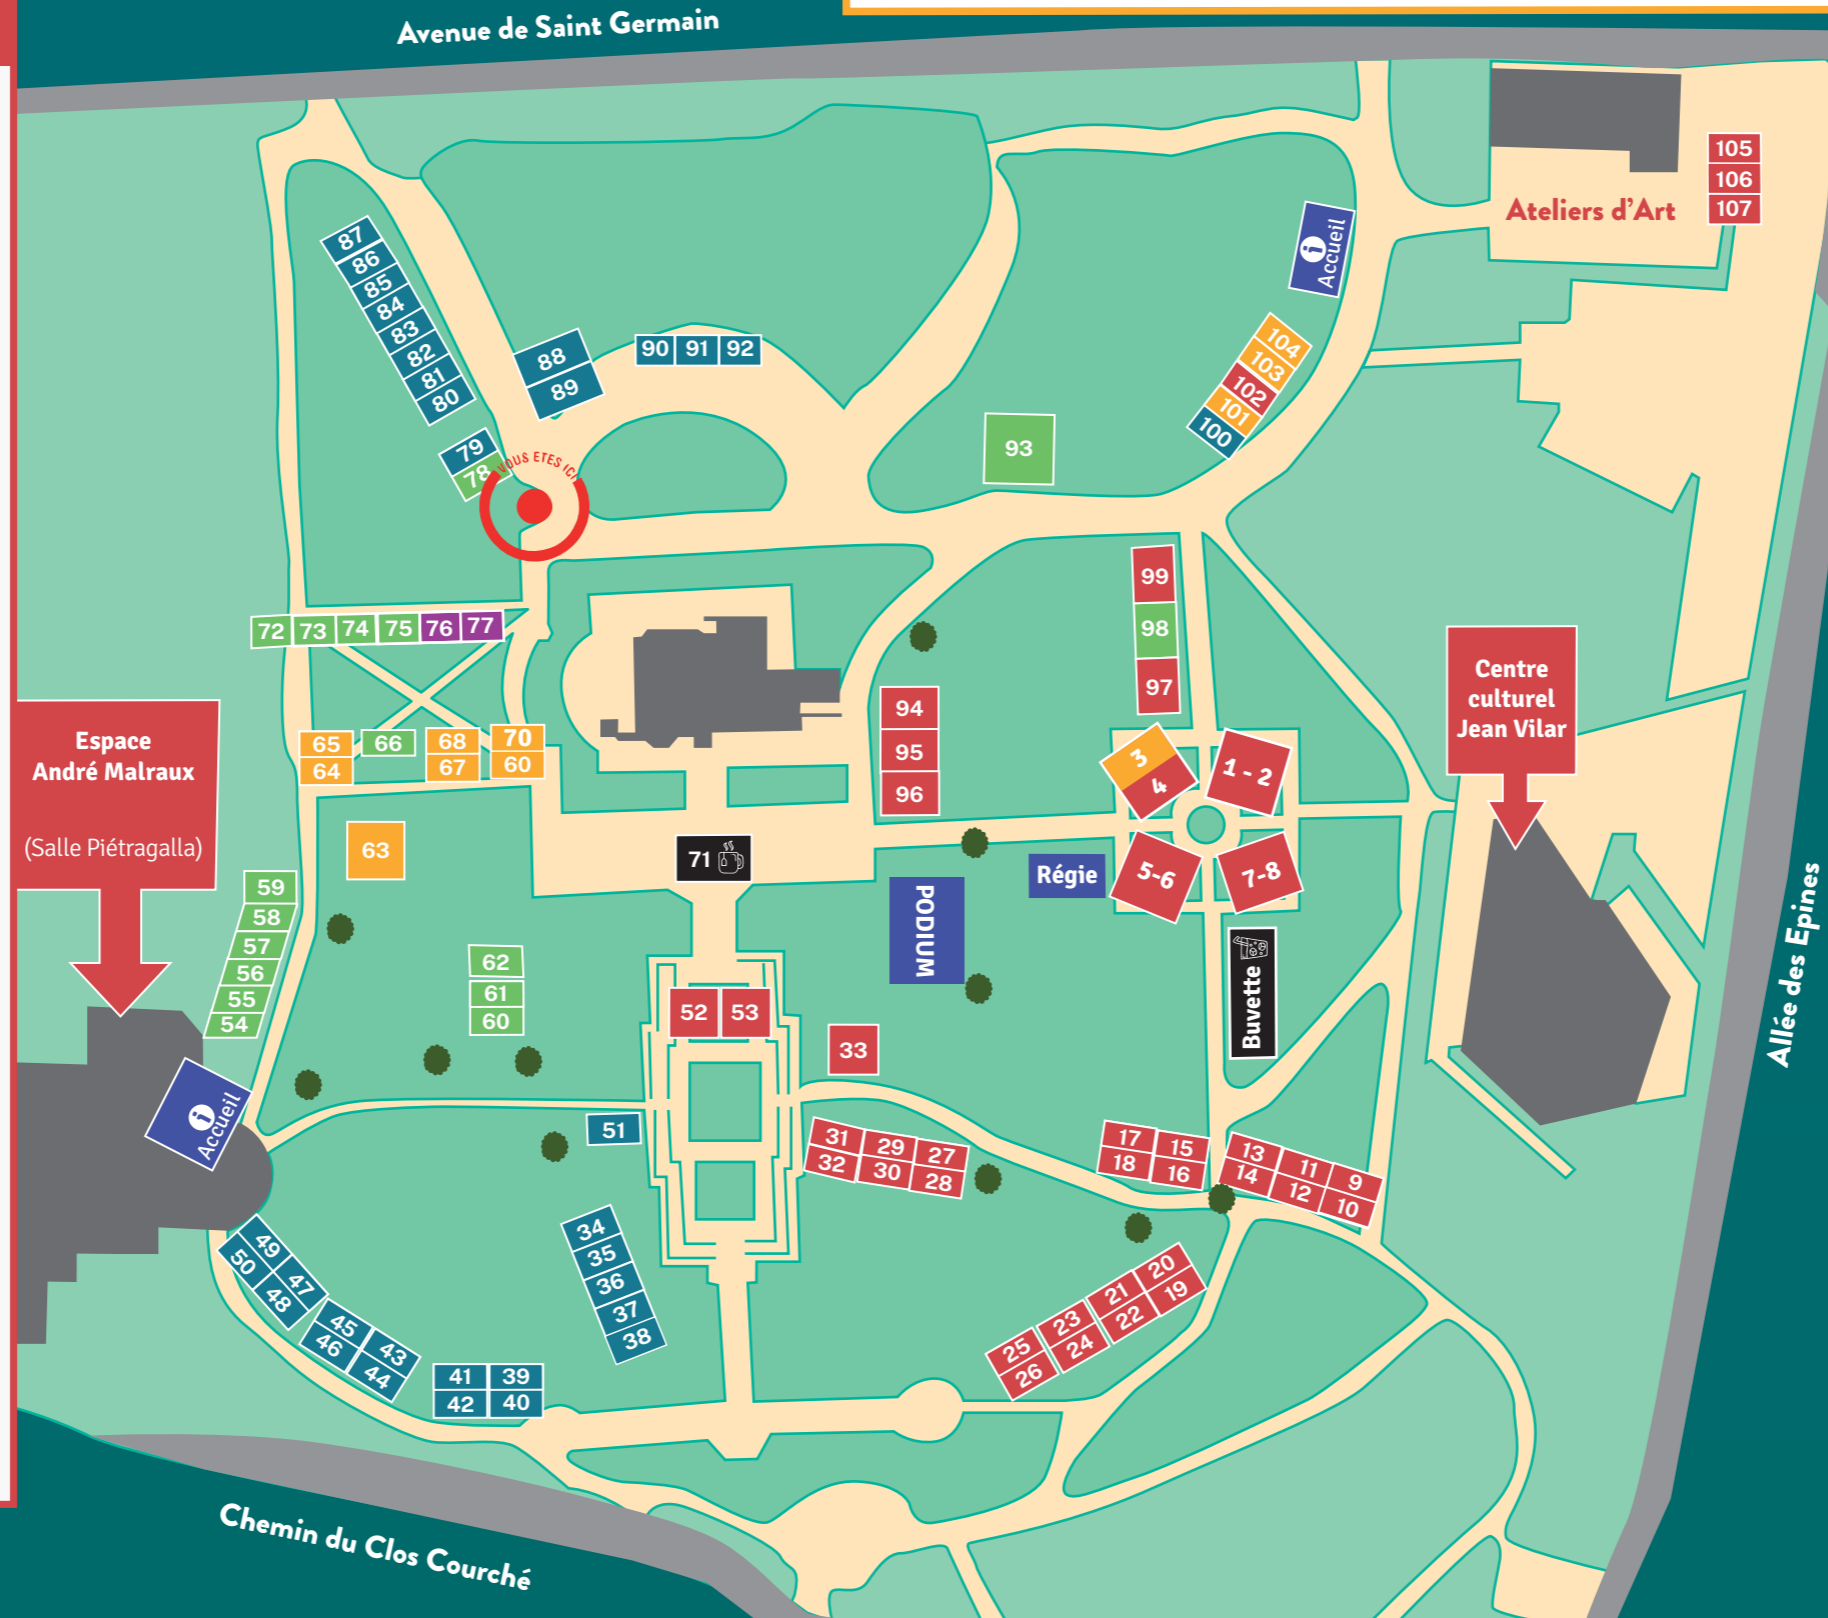 Avenue de Saint Germain
105
106
107
Ateliers d'Art
i Accueil
87
86
85
84
83
82
81
80
79
78
88
89
90 91 92
VOUS ETES ICI
93
104
103
102
101
100
99
98
97
72 73 74 75 76 77
65 66 68 70
64 67 60
63
94
95
96
3
4
1 - 2
5-6
7-8
Centre
culturel
Jean Vilar
Espace
André Malraux
(Salle Piétragalla)
71
Régie
PODIUM
Buvette
59
58
57
56
55
54
62
61
60
52 53
33
i Accueil
51
31 29 27
32 30 28
17 15
18 16
13 11 9
14 12 10
34
35
36
37
38
49 47
50 48
45 43
46 44
41 39
42 40
25 23 21 20
26 24 22 19
Allée des Epines
Chemin du Clos Courché